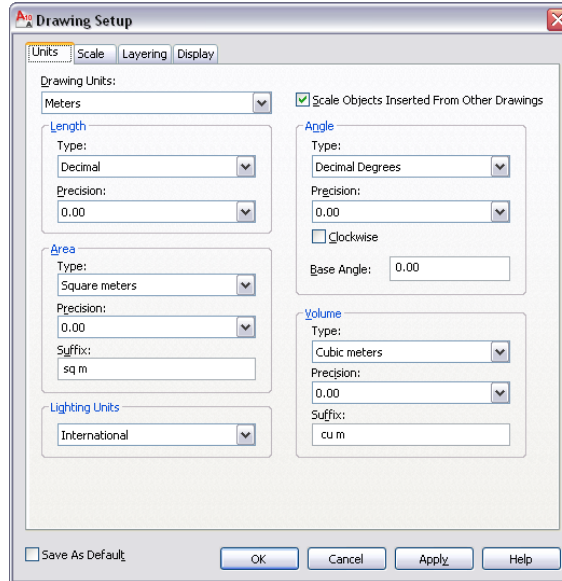 A10
A
Drawing Setup
Units Scale Layering Display
Drawing Units:
Meters
Scale Objects Inserted From Other Drawings
Length
Type:
Decimal
Precision:
0.00
Angle
Type:
Decimal Degrees
Precision:
0.00
Clockwise
Base Angle: 0.00
Area
Type:
Square meters
Precision:
0.00
Suffix:
sq m
Volume
Type:
Cubic meters
Precision:
0.00
Suffix:
cu m
Lighting Units
International
Save As Default
OK Cancel Apply Help